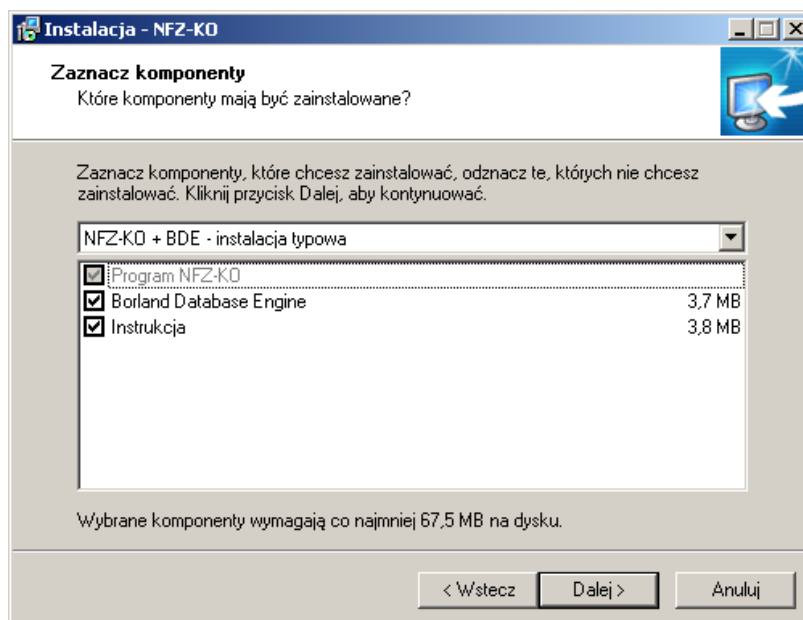 Instalacja - NFZ-KO
Zaznacz komponenty
Które komponenty mają być zainstalowane?
Zaznacz komponenty, które chcesz zainstalować, odznacz te, których nie chcesz
zainstalować. Kliknij przycisk Dalej, aby kontynuować.
NFZ-KO + BDE - instalacja typowa
Program NFZ-KO
Borland Database Engine 3,7 MB
Instrukcja 3,8 MB
Wybrane komponenty wymagają co najmniej 67,5 MB na dysku.
< Wstecz Dalej > Anuluj